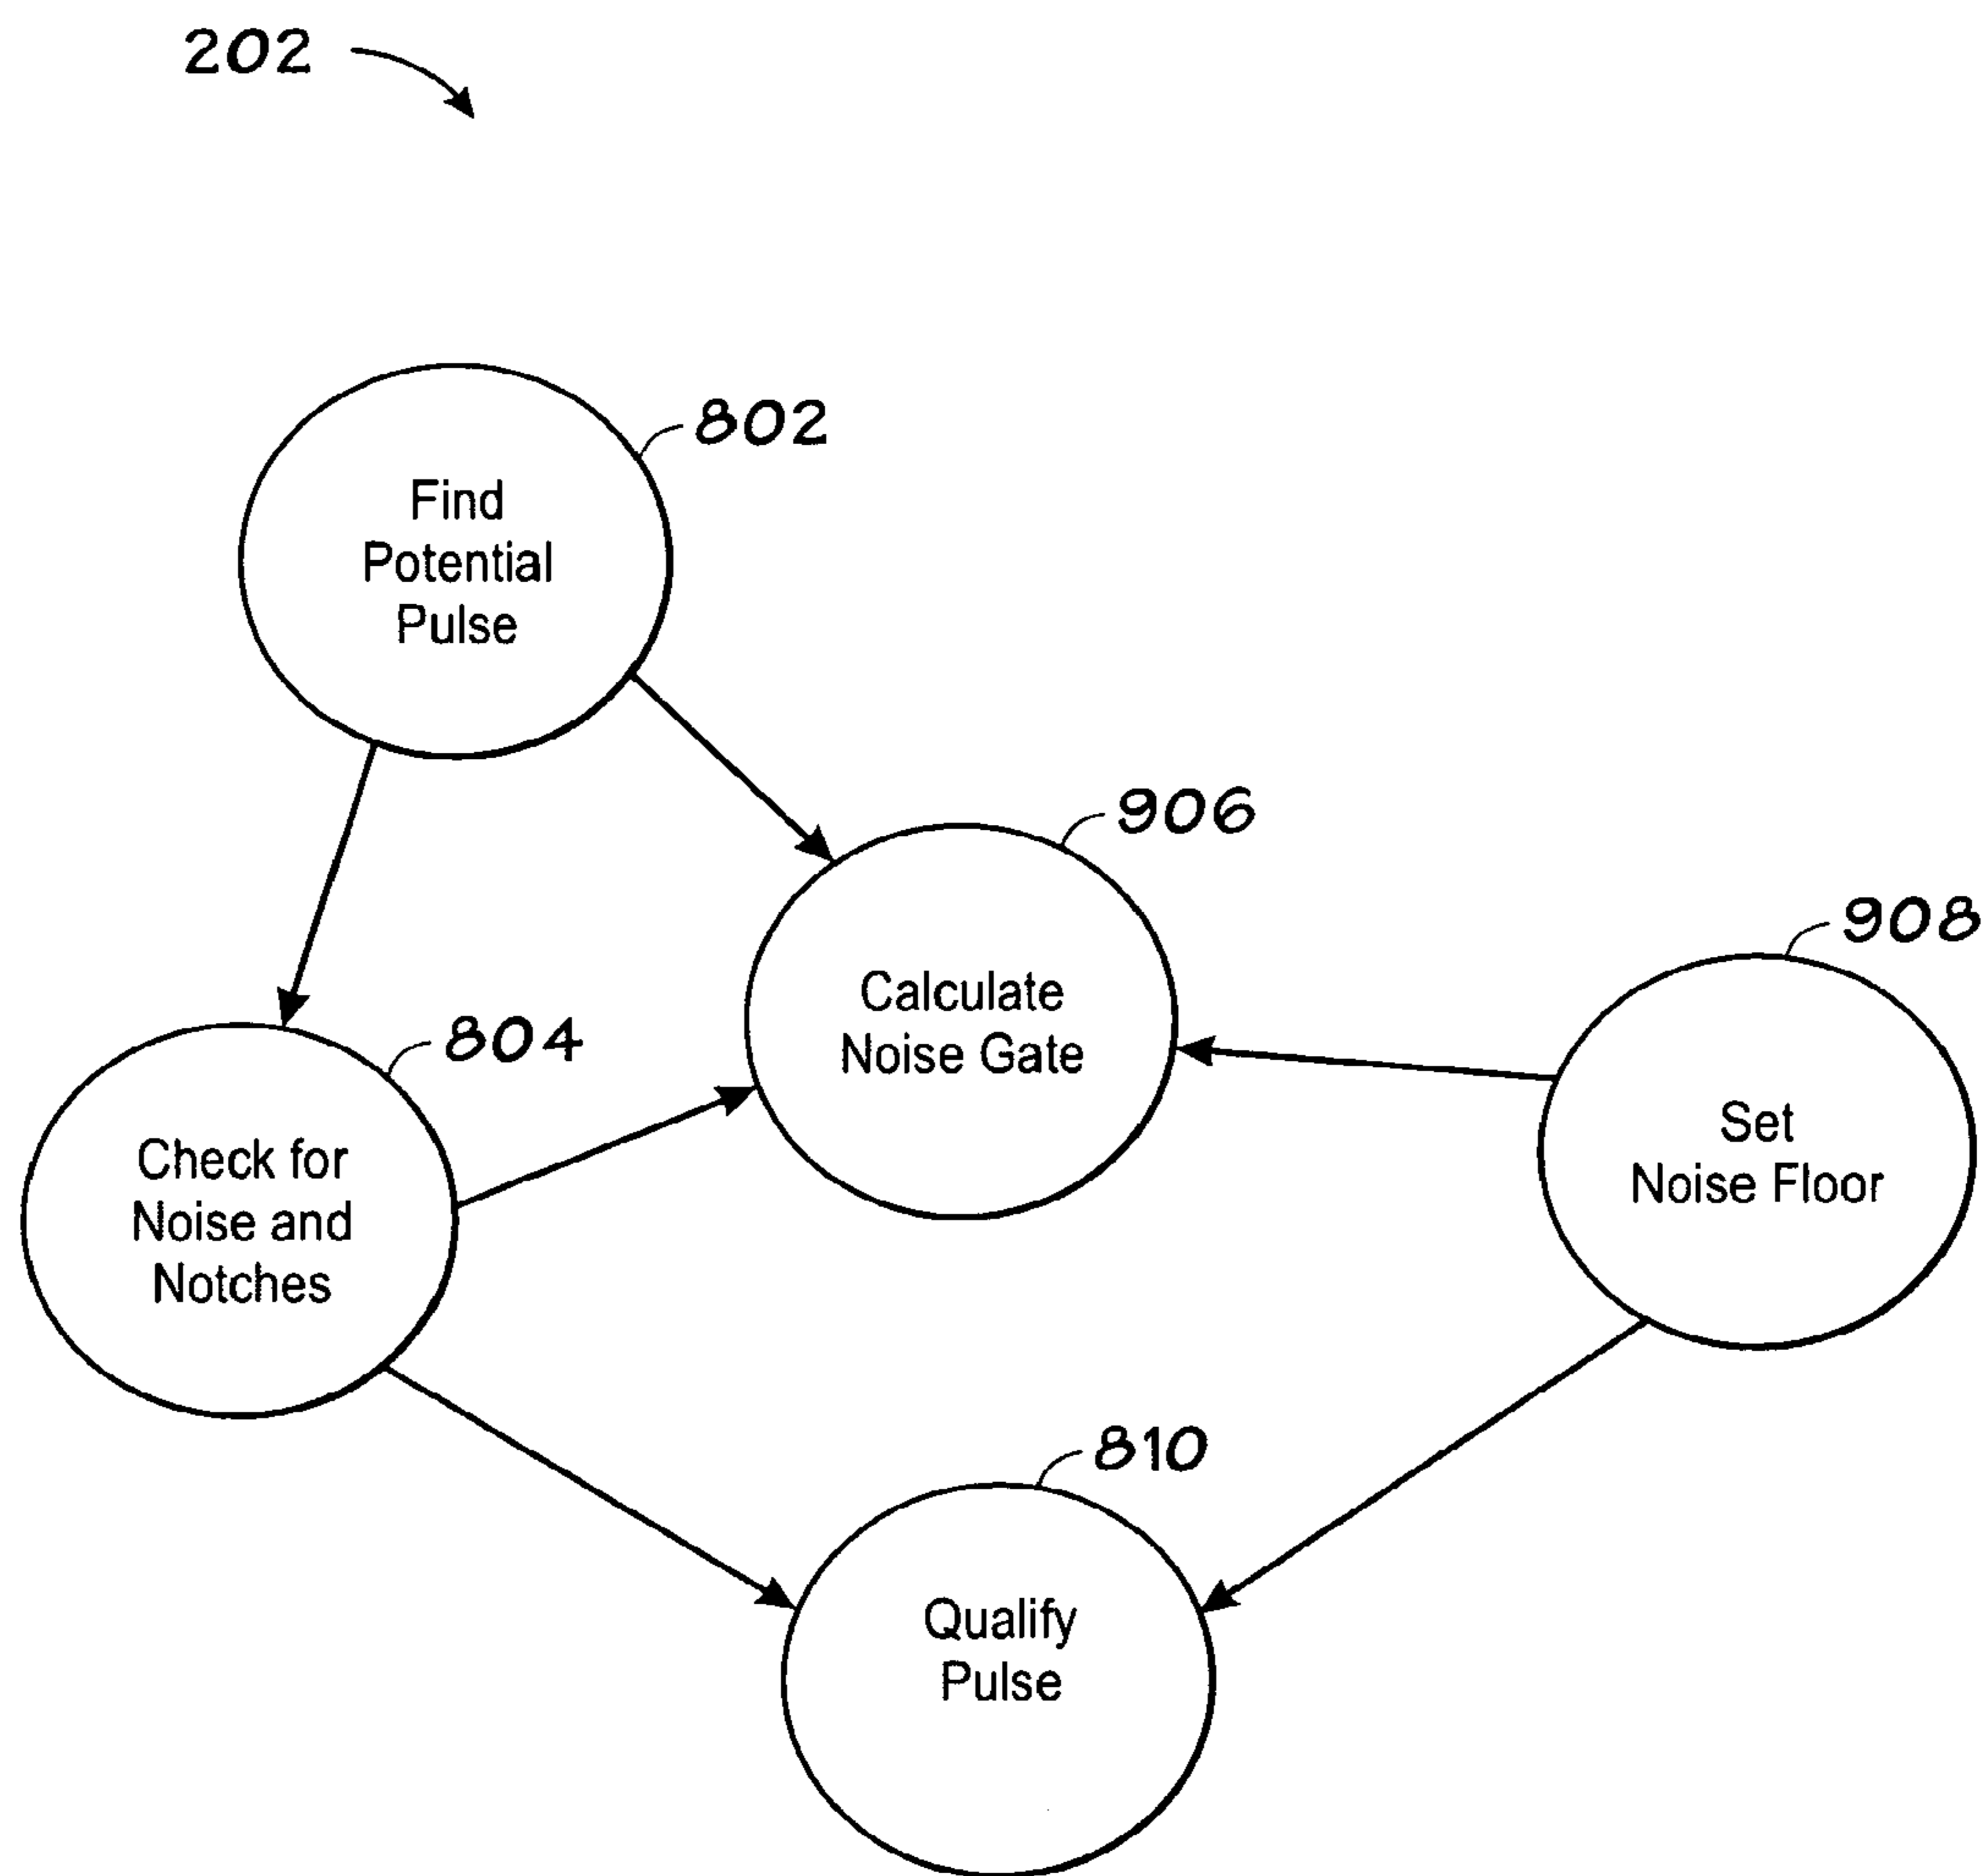 202
802
Find
Potential
Pulse
906
Calculate
Noise Gate
908
Set
Noise Floor
804
Check for
Noise and
Notches
810
Qualify
Pulse